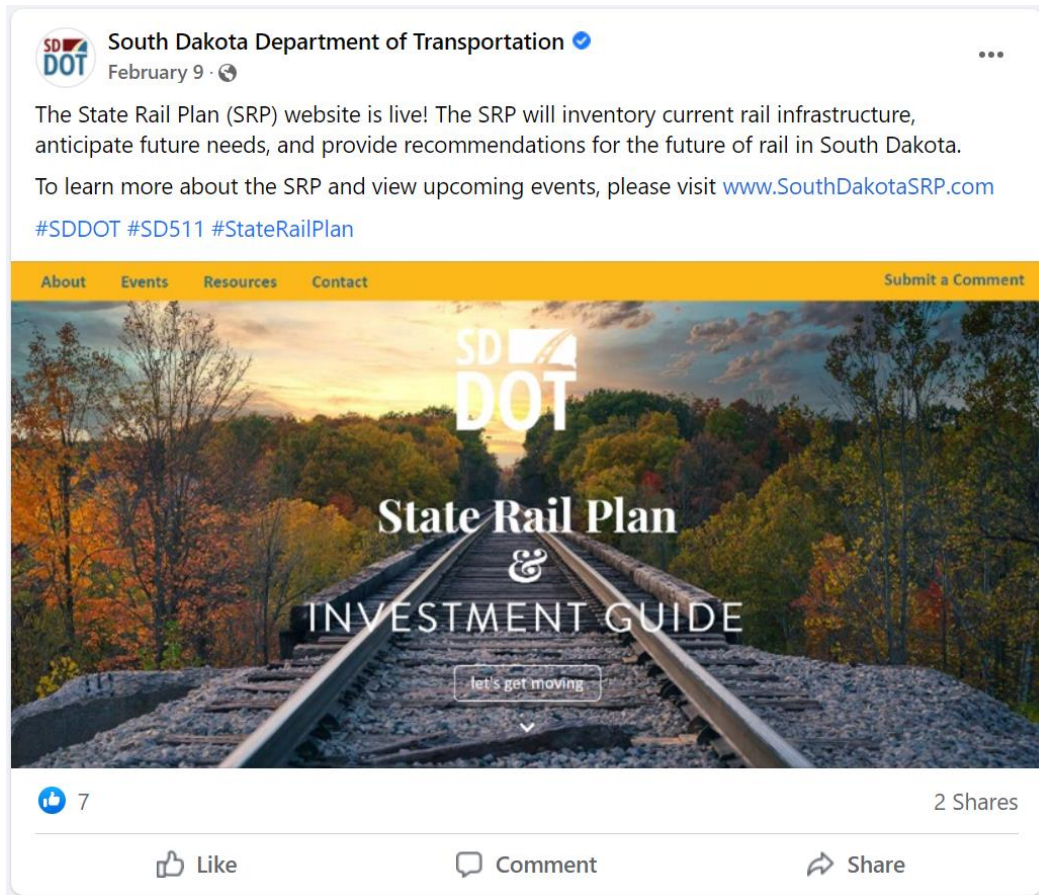 SD
DOT
South Dakota Department of Transportation
February 9 ·
The State Rail Plan (SRP) website is live! The SRP will inventory current rail infrastructure,
anticipate future needs, and provide recommendations for the future of rail in South Dakota.
To learn more about the SRP and view upcoming events, please visit www.SouthDakotaSRP.com
#SDDOT #SD511 #StateRailPlan
About Events Resources Contact Submit a Comment
SD
DOT
State Rail Plan
&
INVESTMENT GUIDE
let's get moving
7 2 Shares
Like Comment Share